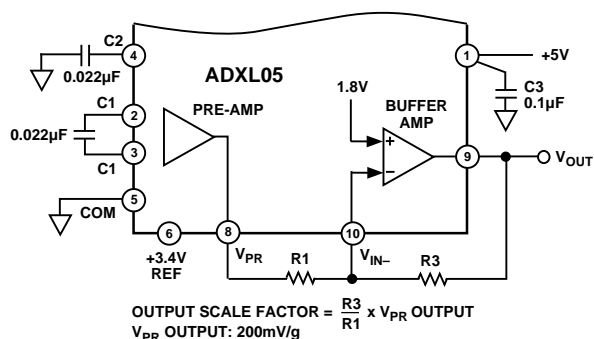 C2
4
0.022µF
ADXL05
1
+5V
C3
0.1µF
1.8V
PRE-AMP
BUFFER
AMP
C1
2
0.022µF
3
C1
+
−
9
VOUT
5
COM
6
+3.4V
REF
8
VPR
10
VIN–
R1
R3
OUTPUT SCALE FACTOR = R3/R1 x VPR OUTPUT
VPR OUTPUT: 200mV/g